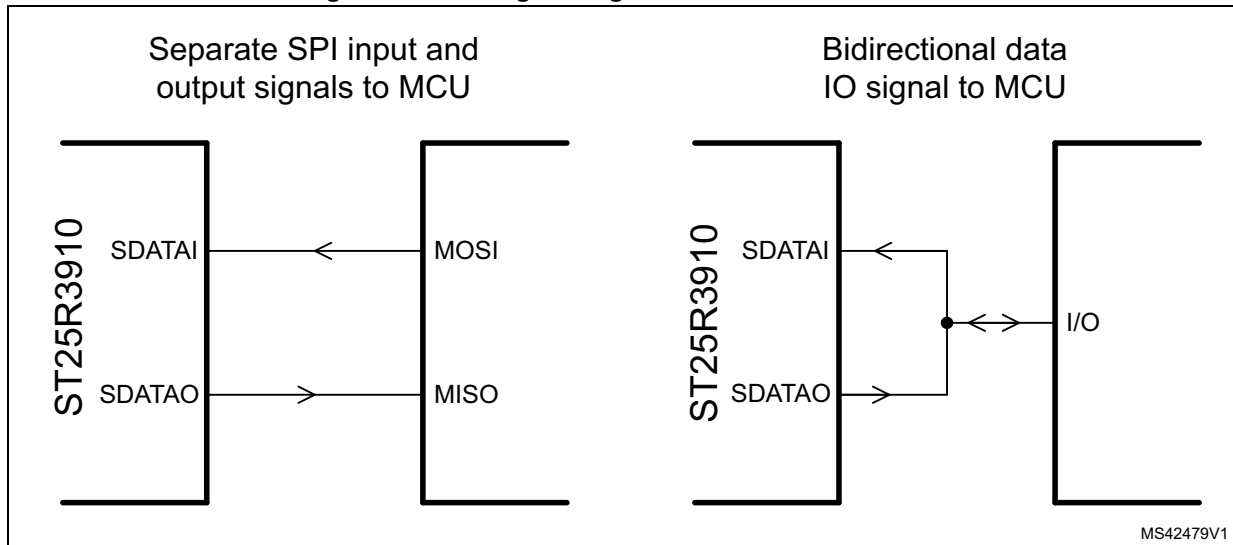 Separate SPI input and
output signals to MCU
ST25R3910
SDATAI
MOSI
SDATAO
MISO
Bidirectional data
IO signal to MCU
ST25R3910
SDATAI
I/O
SDATAO
MS42479V1